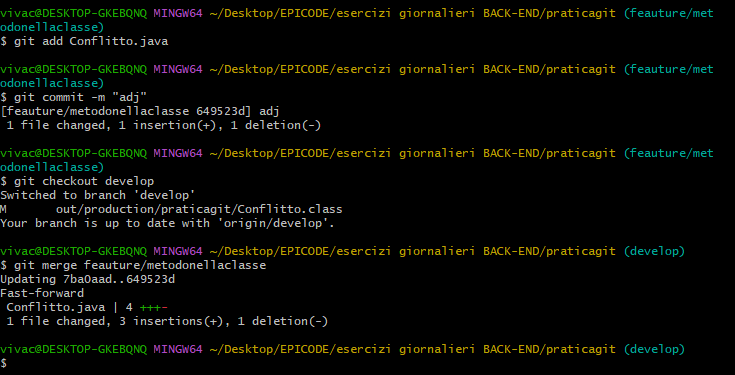 vivac@DESKTOP-GKEBQNQ MINGW64 ~/Desktop/EPICODE/esercizi giornalieri BACK-END/praticagit (feauture/met
odonellaclasse)
$ git add Conflitto.java
vivac@DESKTOP-GKEBQNQ MINGW64 ~/Desktop/EPICODE/esercizi giornalieri BACK-END/praticagit (feauture/met
odonellaclasse)
$ git commit -m "adj"
[feauture/metodonellaclasse 649523d] adj
 1 file changed, 1 insertion(+), 1 deletion(-)
vivac@DESKTOP-GKEBQNQ MINGW64 ~/Desktop/EPICODE/esercizi giornalieri BACK-END/praticagit (feauture/met
odonellaclasse)
$ git checkout develop
Switched to branch 'develop'
M       out/production/praticagit/Conflitto.class
Your branch is up to date with 'origin/develop'.
vivac@DESKTOP-GKEBQNQ MINGW64 ~/Desktop/EPICODE/esercizi giornalieri BACK-END/praticagit (develop)
$ git merge feauture/metodonellaclasse
Updating 7ba0aad..649523d
Fast-forward
 Conflitto.java | 4 +++-
 1 file changed, 3 insertions(+), 1 deletion(-)
vivac@DESKTOP-GKEBQNQ MINGW64 ~/Desktop/EPICODE/esercizi giornalieri BACK-END/praticagit (develop)
$